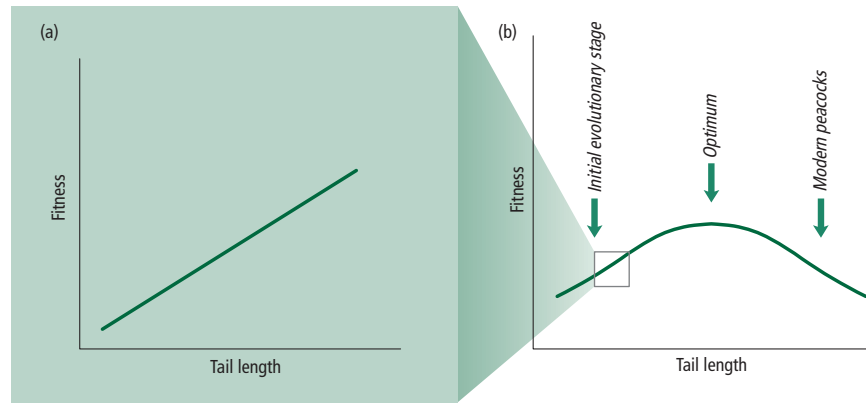 (a)
Fitness
Tail length
(b)
Fitness
Initial evolutionary stage
Optimum
Modern peacocks
Tail length